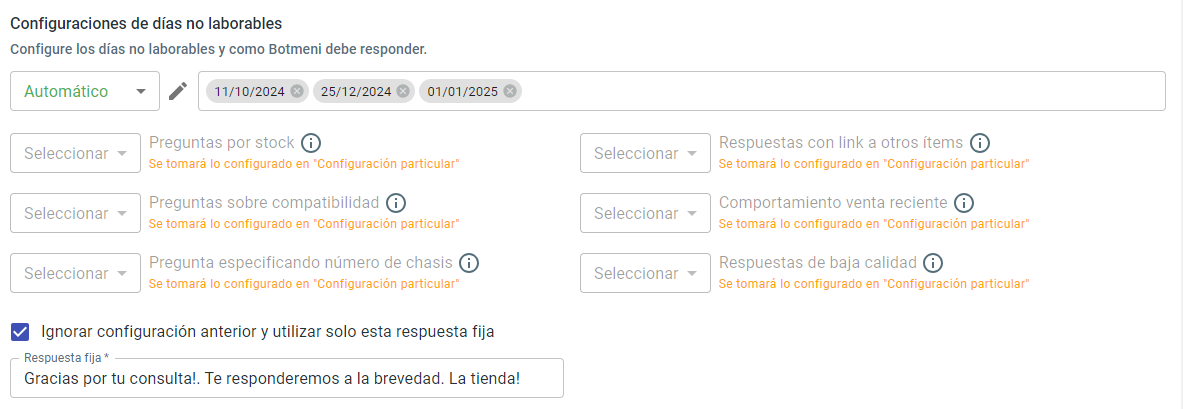 Configuraciones de días no laborables
Configure los días no laborables y como Botmeni debe responder.
Automático
11/10/2024 25/12/2024 01/01/2025
Seleccionar
Preguntas por stock
Se tomará lo configurado en "Configuración particular"
Seleccionar
Respuestas con link a otros ítems
Se tomará lo configurado en "Configuración particular"
Seleccionar
Preguntas sobre compatibilidad
Se tomará lo configurado en "Configuración particular"
Seleccionar
Comportamiento venta reciente
Se tomará lo configurado en "Configuración particular"
Seleccionar
Pregunta especificando número de chasis
Se tomará lo configurado en "Configuración particular"
Seleccionar
Respuestas de baja calidad
Se tomará lo configurado en "Configuración particular"
Ignorar configuración anterior y utilizar solo esta respuesta fija
Respuesta fija *
Gracias por tu consulta!. Te responderemos a la brevedad. La tienda!